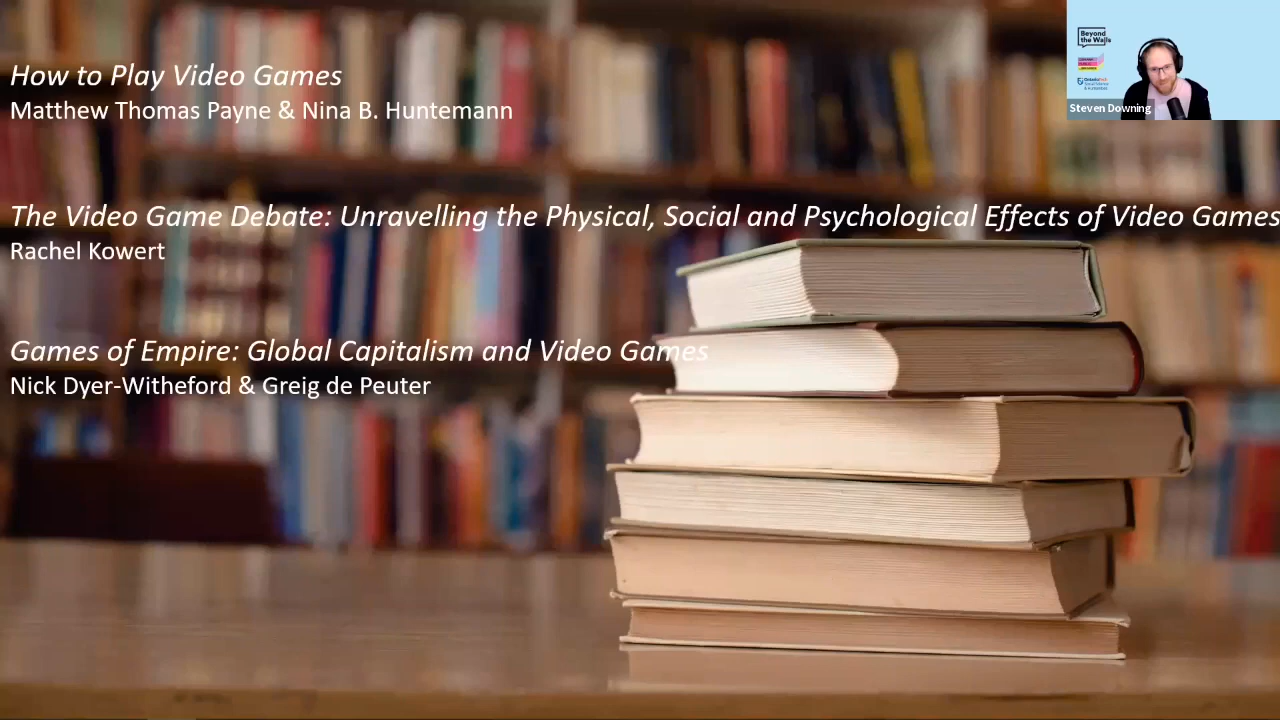 How to Play Video Games
Matthew Thomas Payne & Nina B. Huntemann
The Video Game Debate: Unravelling the Physical, Social and Psychological Effects of Video Games
Rachel Kowert
Games of Empire: Global Capitalism and Video Games
Nick Dyer-Witheford & Greig de Peuter
Beyond
the Walls
Steven Downing